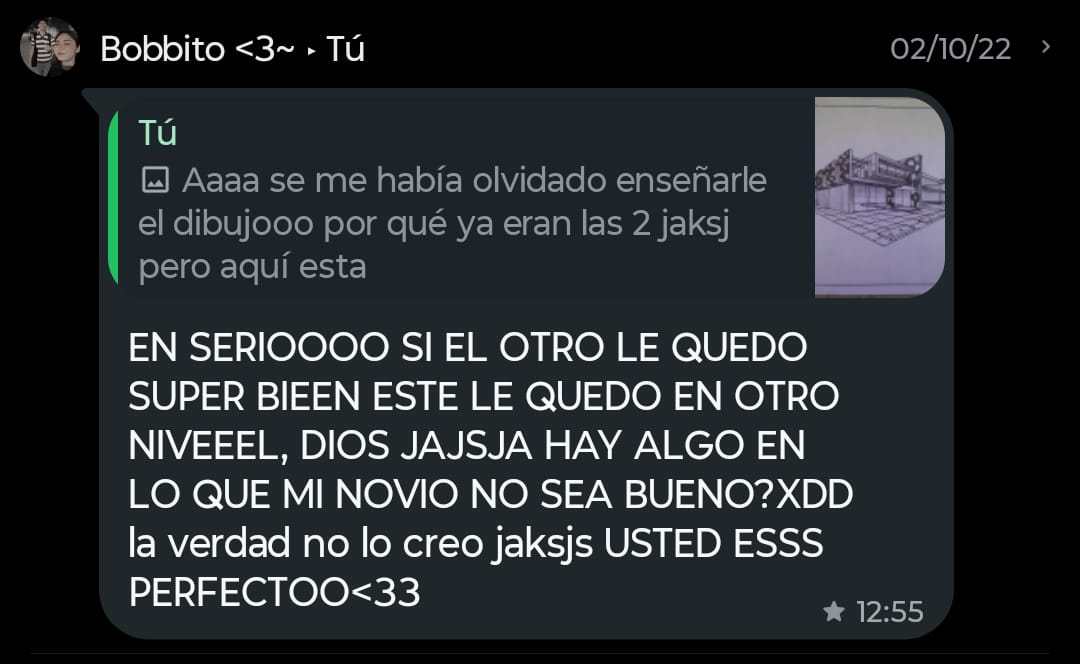 Bobbito <3~ ▸ Tú
02/10/22
Tú
Aaaa se me había olvidado enseñarle
el dibujooo por qué ya eran las 2 jaksj
pero aquí esta
EN SERIOOOO SI EL OTRO LE QUEDO
SUPER BIEEN ESTE LE QUEDO EN OTRO
NIVEEEL, DIOS JAJSJA HAY ALGO EN
LO QUE MI NOVIO NO SEA BUENO?XDD
la verdad no lo creo jaksjs USTED ESSS
PERFECTOO<33
12:55